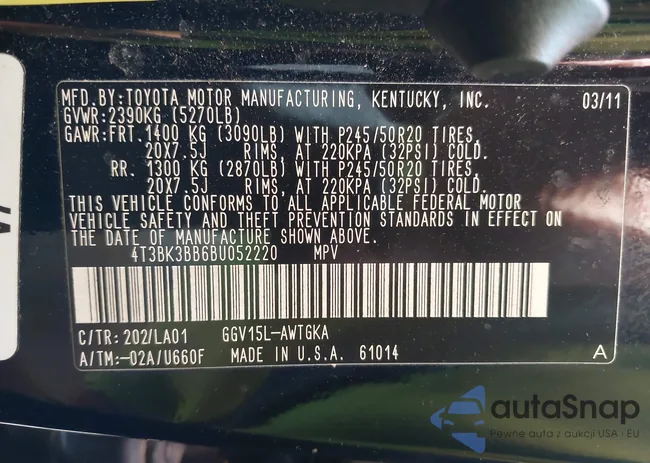 MFD.BY:TOYOTA MOTOR MANUFACTURING, KENTUCKY, INC. 03/11
GVWR:2390KG (5270LB)
GAWR:FRT. 1400 KG (3090LB) WITH P245/50R20 TIRES,
20X7.5J RIMS, AT 220KPA (32PSI) COLD.
RR. 1300 KG (2870LB) WITH P245/50R20 TIRES,
20X7.5J RIMS, AT 220KPA (32PSI) COLD.
THIS VEHICLE CONFORMS TO ALL APPLICABLE FEDERAL MOTOR
VEHICLE SAFETY AND THEFT PREVENTION STANDARDS IN EFFECT ON
THE DATE OF MANUFACTURE SHOWN ABOVE.
4T3BK3BB6BU052220 MPV
C/TR:202/LA01 GGV15L-AWTGKA
A/TM:-02A/U660F MADE IN U.S.A. 61014 A
autaSnap
Pewne auta z aukcji USA i EU